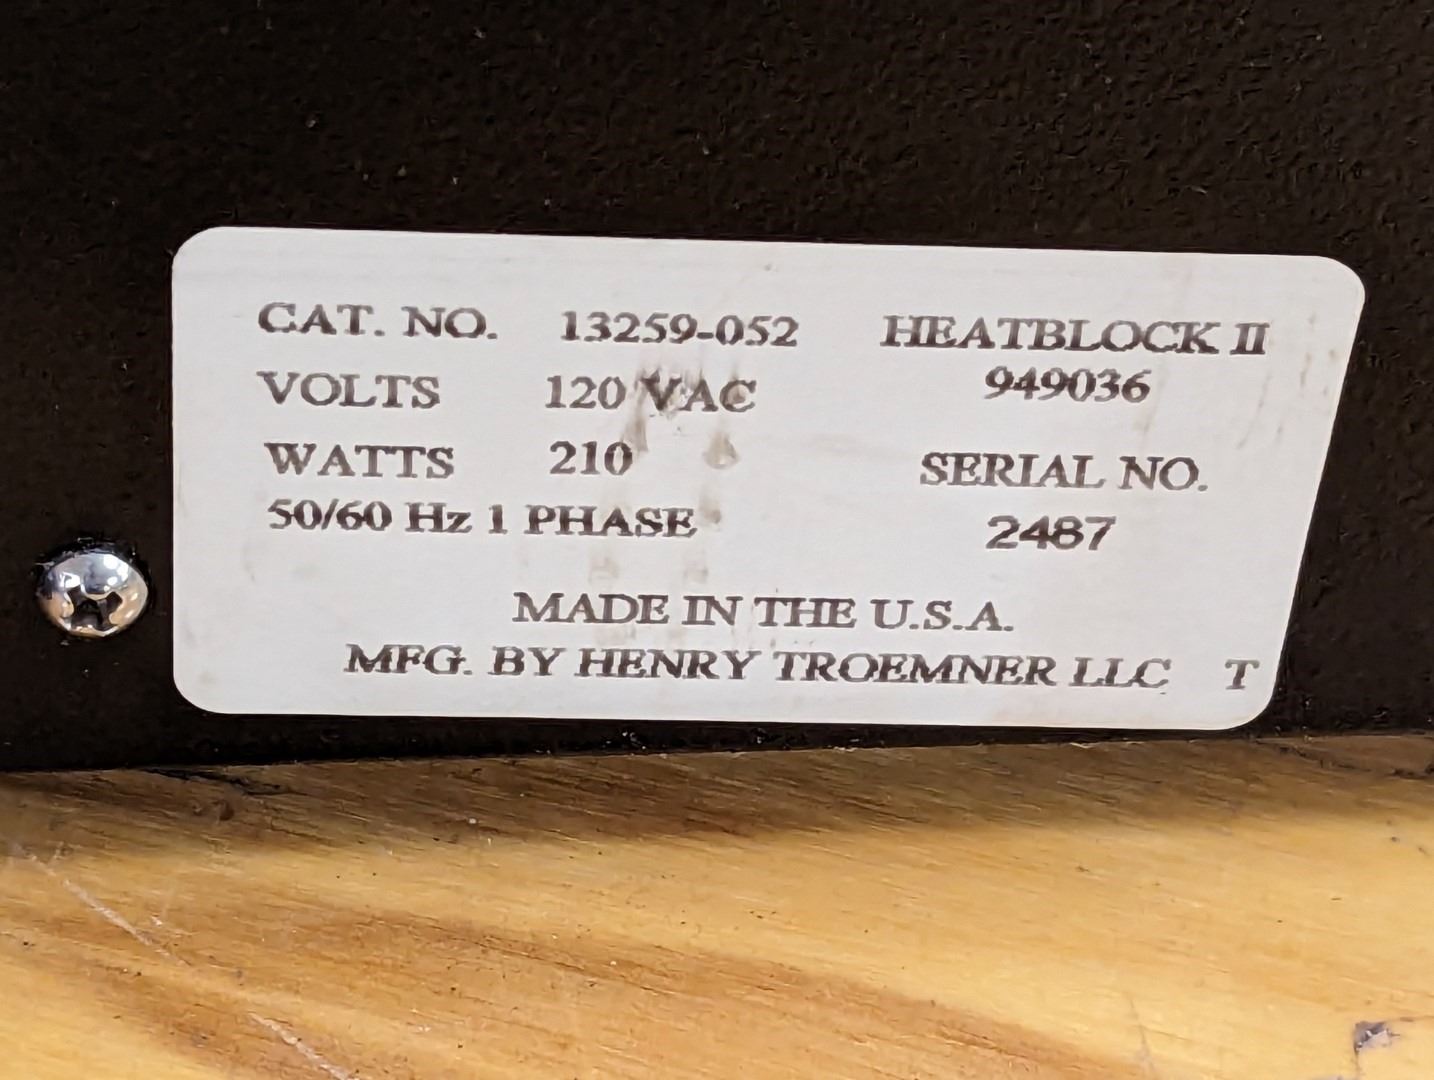 CAT. NO. 13259-052 HEATBLOCK II
VOLTS 120 VAC 949036
WATTS 210 SERIAL NO.
50/60 Hz 1 PHASE 2487
MADE IN THE U.S.A.
MFG. BY HENRY TROEMNER LLC T